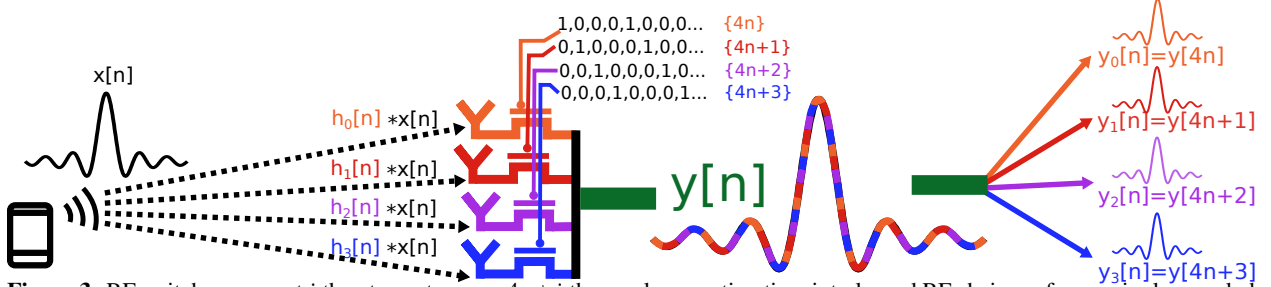 x[n]
h₀[n] *x[n]
h₁[n] *x[n]
h₂[n] *x[n]
h₃[n] *x[n]
1,0,0,0,1,0,0,0... {4n}
0,1,0,0,0,1,0,0... {4n+1}
0,0,1,0,0,0,1,0... {4n+2}
0,0,0,1,0,0,0,1... {4n+3}
y[n]
y₀[n]=y[4n]
y₁[n]=y[4n+1]
y₂[n]=y[4n+2]
y₃[n]=y[4n+3]